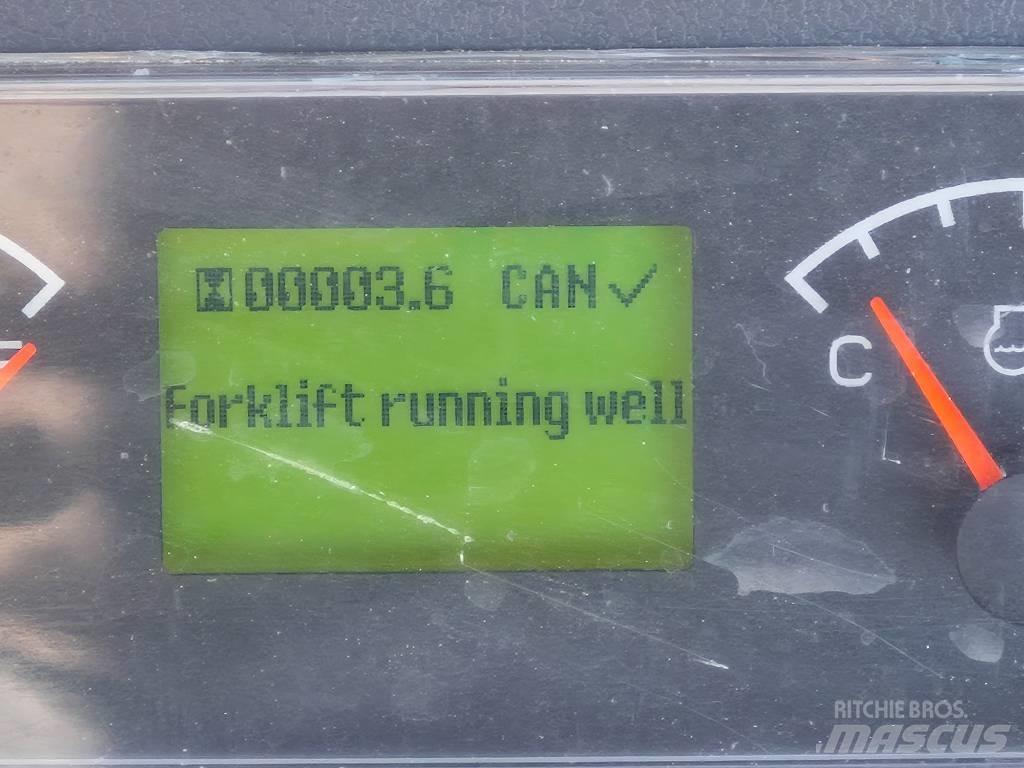 00003.6 CAN✓
Forklift running well
C
RITCHIE BROS.
MASCUS